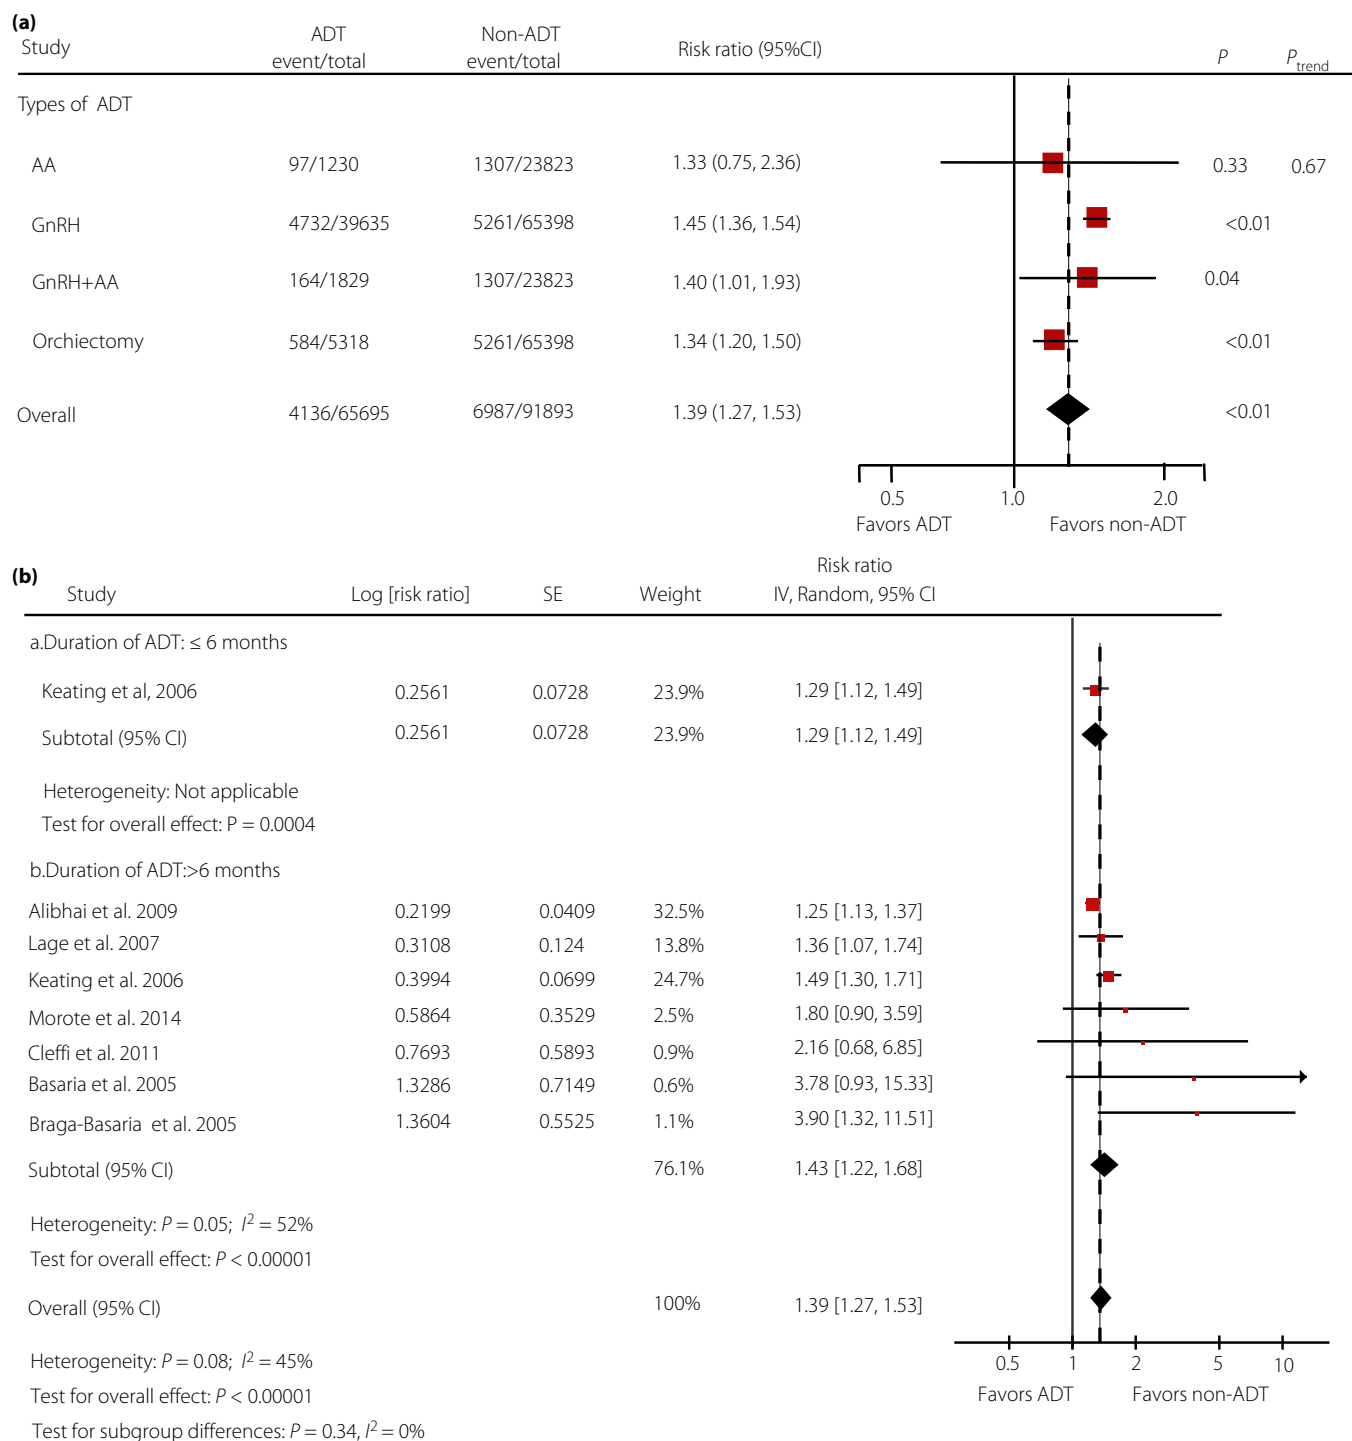 (a)
Study ADT event/total Non-ADT event/total Risk ratio (95%CI) P P trend
Types of ADT
AA 97/1230 1307/23823 1.33 (0.75, 2.36) 0.33 0.67
GnRH 4732/39635 5261/65398 1.45 (1.36, 1.54) <0.01
GnRH+AA 164/1829 1307/23823 1.40 (1.01, 1.93) 0.04
Orchiectomy 584/5318 5261/65398 1.34 (1.20, 1.50) <0.01
Overall 4136/65695 6987/91893 1.39 (1.27, 1.53) <0.01
0.5 1.0 2.0
Favors ADT Favors non-ADT
(b)
Study Log [risk ratio] SE Weight Risk ratio IV, Random, 95% CI
a.Duration of ADT: ≤ 6 months
Keating et al, 2006 0.2561 0.0728 23.9% 1.29 [1.12, 1.49]
Subtotal (95% CI) 0.2561 0.0728 23.9% 1.29 [1.12, 1.49]
Heterogeneity: Not applicable
Test for overall effect: P = 0.0004
b.Duration of ADT:>6 months
Alibhai et al. 2009 0.2199 0.0409 32.5% 1.25 [1.13, 1.37]
Lage et al. 2007 0.3108 0.124 13.8% 1.36 [1.07, 1.74]
Keating et al. 2006 0.3994 0.0699 24.7% 1.49 [1.30, 1.71]
Morote et al. 2014 0.5864 0.3529 2.5% 1.80 [0.90, 3.59]
Cleffi et al. 2011 0.7693 0.5893 0.9% 2.16 [0.68, 6.85]
Basaria et al. 2005 1.3286 0.7149 0.6% 3.78 [0.93, 15.33]
Braga-Basaria et al. 2005 1.3604 0.5525 1.1% 3.90 [1.32, 11.51]
Subtotal (95% CI) 76.1% 1.43 [1.22, 1.68]
Heterogeneity: P = 0.05; I² = 52%
Test for overall effect: P < 0.00001
Overall (95% CI) 100% 1.39 [1.27, 1.53]
Heterogeneity: P = 0.08; I² = 45%
Test for overall effect: P < 0.00001
Test for subgroup differences: P = 0.34, I² = 0%
0.5 1 2 5 10
Favors ADT Favors non-ADT